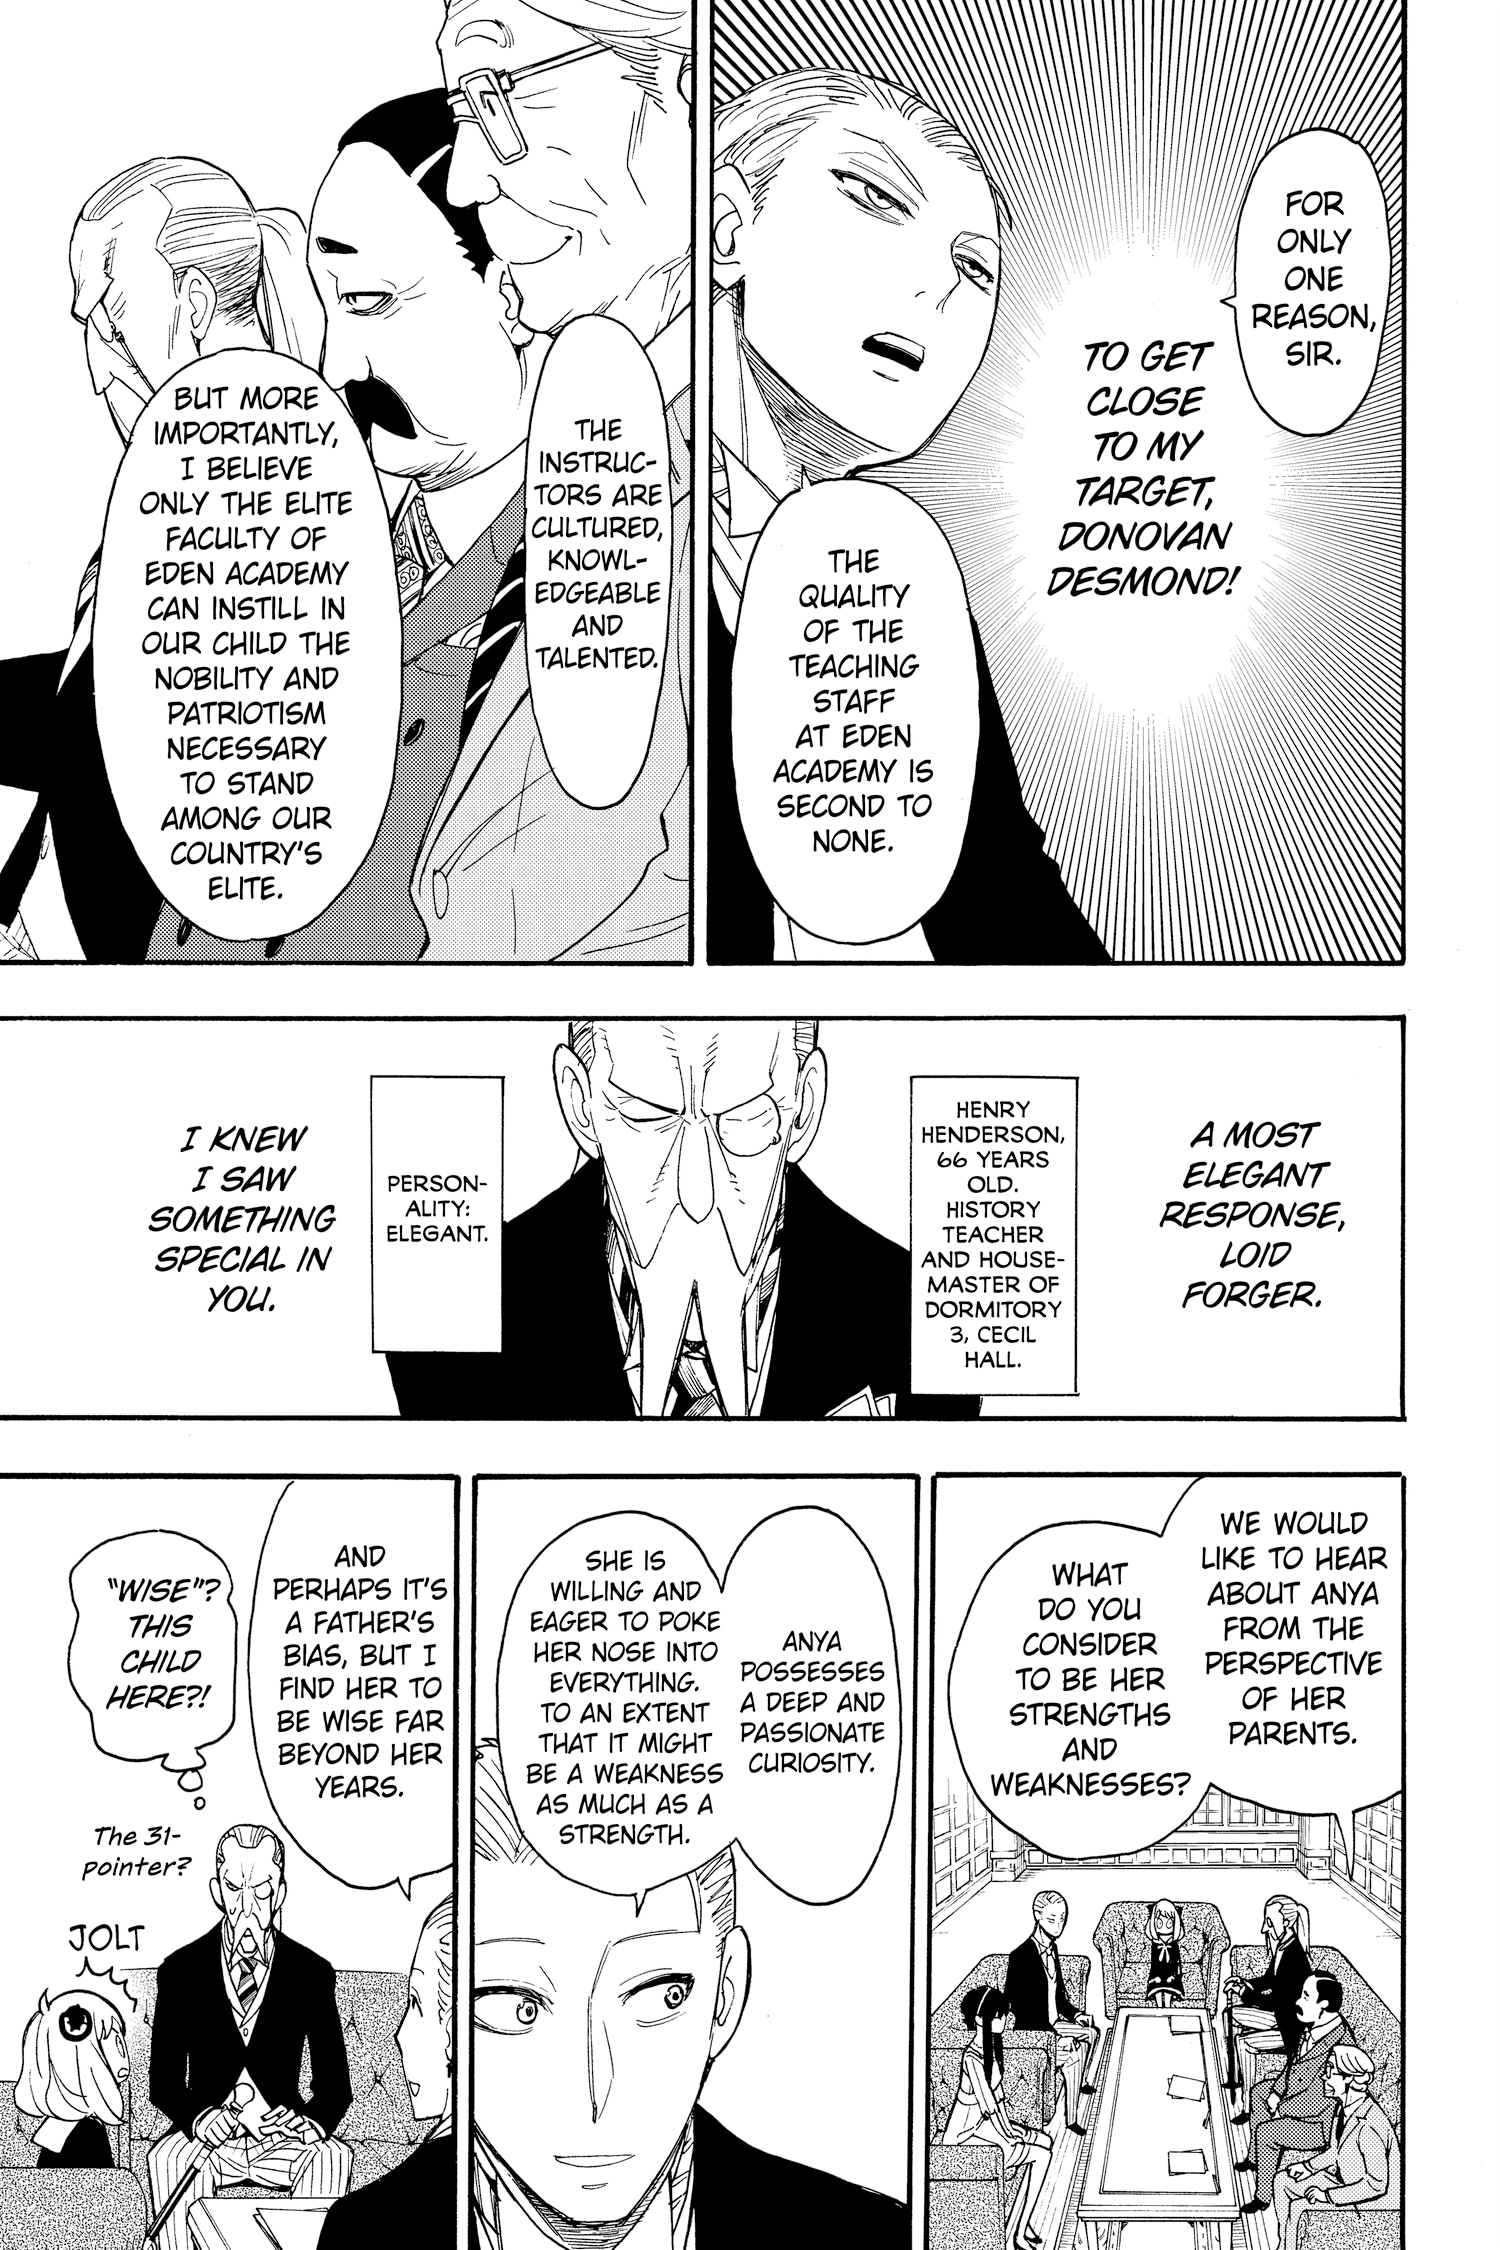 FOR
ONLY
ONE
REASON,
SIR.
TO GET
CLOSE
TO MY
TARGET,
DONOVAN
DESMOND!
THE
QUALITY
OF THE
TEACHING
STAFF
AT EDEN
ACADEMY IS
SECOND TO
NONE.
THE
INSTRUC-
TORS ARE
CULTURED,
KNOWL-
EDGEABLE
AND
TALENTED.
BUT MORE
IMPORTANTLY,
I BELIEVE
ONLY THE ELITE
FACULTY OF
EDEN ACADEMY
CAN INSTILL IN
OUR CHILD THE
NOBILITY AND
PATRIOTISM
NECESSARY
TO STAND
AMONG OUR
COUNTRY'S
ELITE.
A MOST
ELEGANT
RESPONSE,
LOID
FORGER.
HENRY
HENDERSON,
66 YEARS
OLD.
HISTORY
TEACHER
AND HOUSE-
MASTER OF
DORMITORY
3, CECIL
HALL.
PERSON-
ALITY:
ELEGANT.
I KNEW
I SAW
SOMETHING
SPECIAL IN
YOU.
WE WOULD
LIKE TO HEAR
ABOUT ANYA
FROM THE
PERSPECTIVE
OF HER
PARENTS.
WHAT
DO YOU
CONSIDER
TO BE HER
STRENGTHS
AND
WEAKNESSES?
ANYA
POSSESSES
A DEEP AND
PASSIONATE
CURIOSITY.
SHE IS
WILLING AND
EAGER TO POKE
HER NOSE INTO
EVERYTHING.
TO AN EXTENT
THAT IT MIGHT
BE A WEAKNESS
AS MUCH AS A
STRENGTH.
AND
PERHAPS IT'S
A FATHER'S
BIAS, BUT I
FIND HER TO
BE WISE FAR
BEYOND HER
YEARS.
"WISE"?
THIS
CHILD
HERE?!
The 31-
pointer?
JOLT